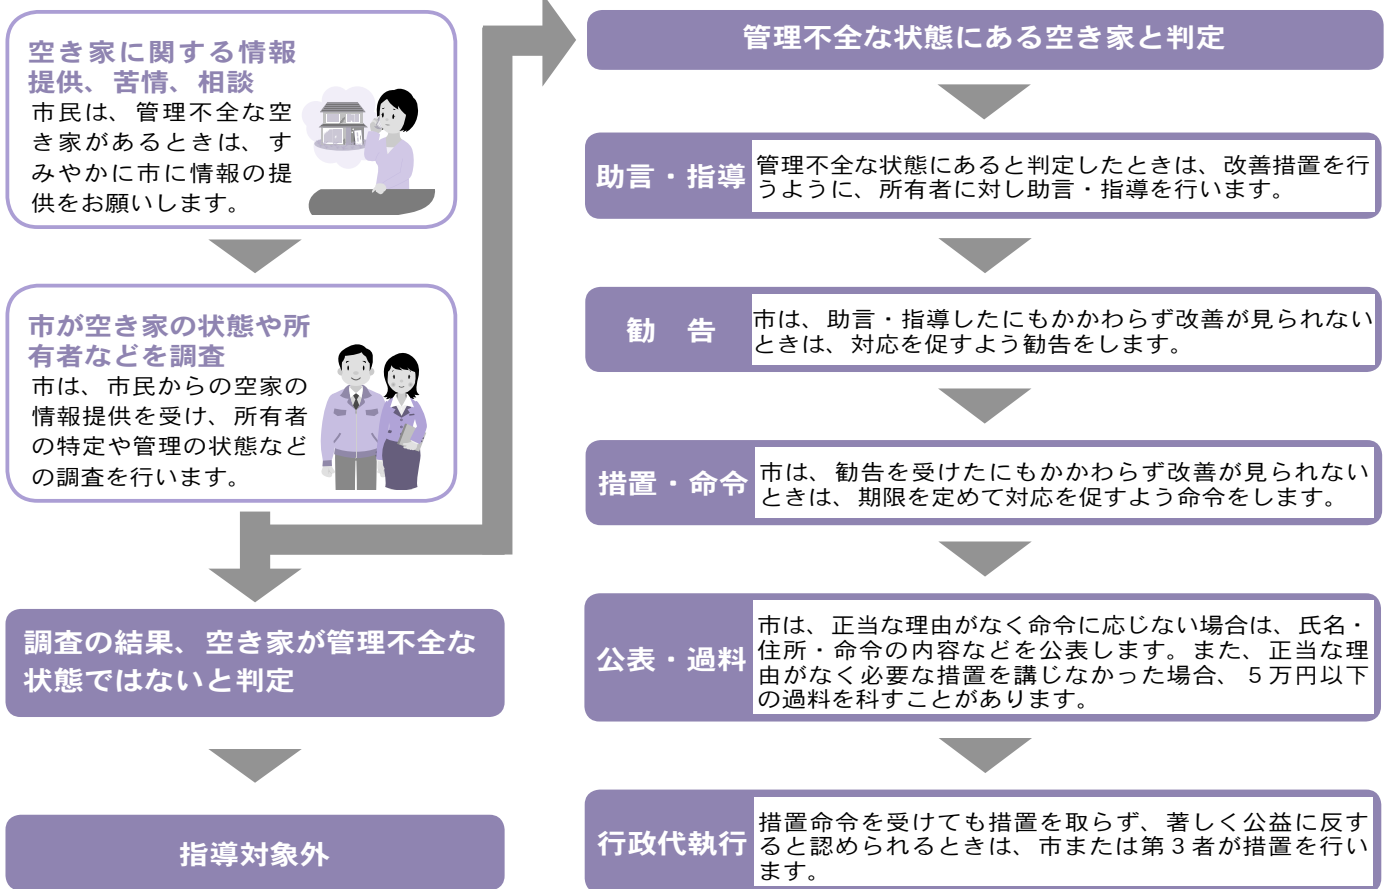 空き家に関する情報
提供、苦情、相談
市民は、管理不全な空
き家があるときは、す
みやかに市に情報の提
供をお願いします。
市が空き家の状態や所
有者などを調査
市は、市民からの空家の
情報提供を受け、所有者
の特定や管理の状態など
の調査を行います。
調査の結果、空き家が管理不全な
状態ではないと判定
指導対象外
管理不全な状態にある空き家と判定
助言・指導
管理不全な状態にあると判定したときは、改善措置を行
うように、所有者に対し助言・指導を行います。
勧　告
市は、助言・指導したにもかかわらず改善が見られない
ときは、対応を促すよう勧告をします。
措置・命令
市は、勧告を受けたにもかかわらず改善が見られない
ときは、期限を定めて対応を促すよう命令をします。
公表・過料
市は、正当な理由がなく命令に応じない場合は、氏名・
住所・命令の内容などを公表します。また、正当な理
由がなく必要な措置を講じなかった場合、５万円以下
の過料を科すことがあります。
行政代執行
措置命令を受けても措置を取らず、著しく公益に反す
ると認められるときは、市または第３者が措置を行い
ます。